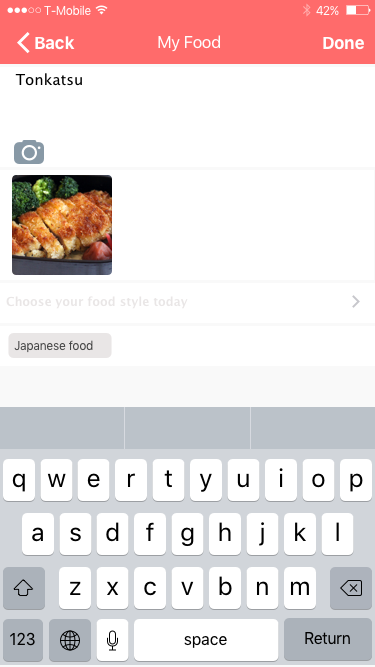 T-Mobile 42%
Back My Food Done
Tonkatsu
Choose your food style today
Japanese food
q w e r t y u i o p
a s d f g h j k l
z x c v b n m
123 space Return